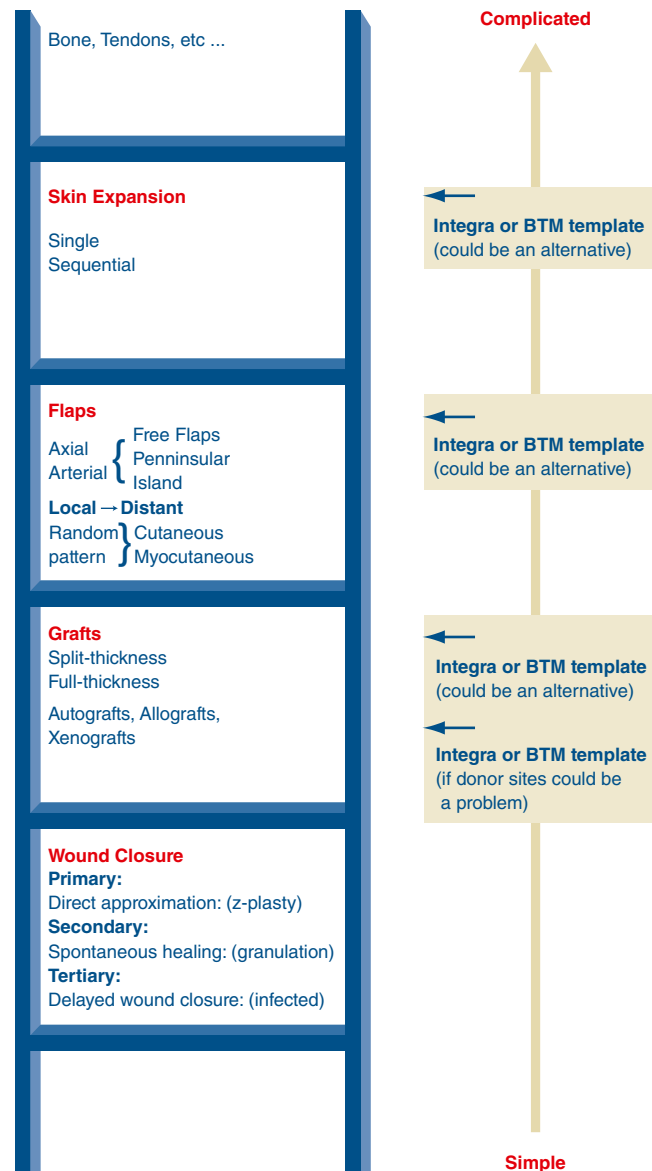 Complicated
Bone, Tendons, etc ...
Skin Expansion
Single
Sequential
Integra or BTM template
(could be an alternative)
Flaps
Axial
Arterial
{
Free Flaps
Penninsular
Island
Local → Distant
Random
pattern
}
Cutaneous
Myocutaneous
Integra or BTM template
(could be an alternative)
Grafts
Split-thickness
Full-thickness
Autografts, Allografts,
Xenografts
Integra or BTM template
(could be an alternative)
Integra or BTM template
(if donor sites could be
a problem)
Wound Closure
Primary:
Direct approximation: (z-plasty)
Secondary:
Spontaneous healing: (granulation)
Tertiary:
Delayed wound closure: (infected)
Simple